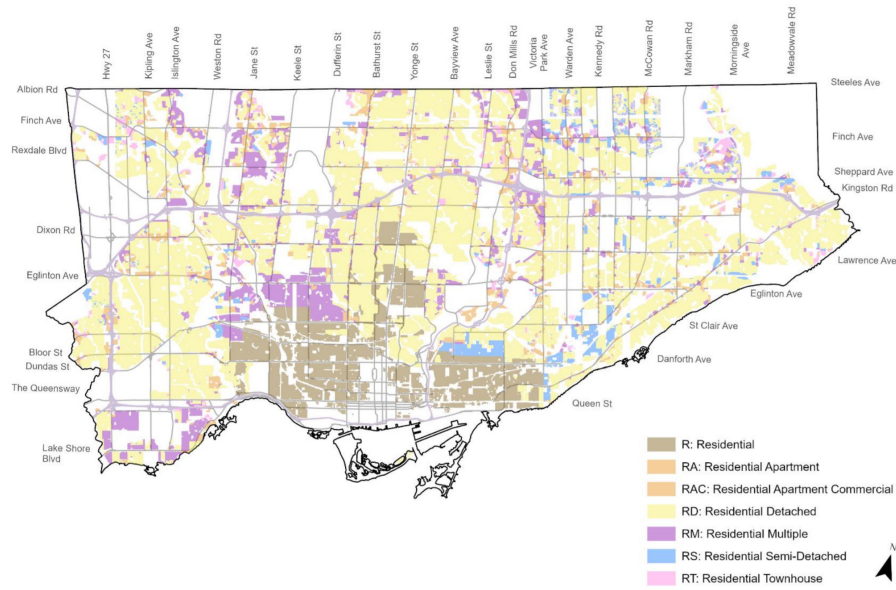 Hwy 27
Kipling Ave
Islington Ave
Weston Rd
Jane St
Keele St
Dufferin St
Bathurst St
Yonge St
Bayview Ave
Leslie St
Don Mills Rd
Victoria
Park Ave
Warden Ave
Kennedy Rd
McCowan Rd
Markham Rd
Morningside
Ave
Meadowvale Rd
Albion Rd
Finch Ave
Rexdale Blvd
Dixon Rd
Eglinton Ave
Bloor St
Dundas St
The Queensway
Lake Shore
Blvd
Steeles Ave
Finch Ave
Sheppard Ave
Kingston Rd
Lawrence Ave
Eglinton Ave
St Clair Ave
Danforth Ave
Queen St
R: Residential
RA: Residential Apartment
RAC: Residential Apartment Commercial
RD: Residential Detached
RM: Residential Multiple
RS: Residential Semi-Detached
RT: Residential Townhouse
N